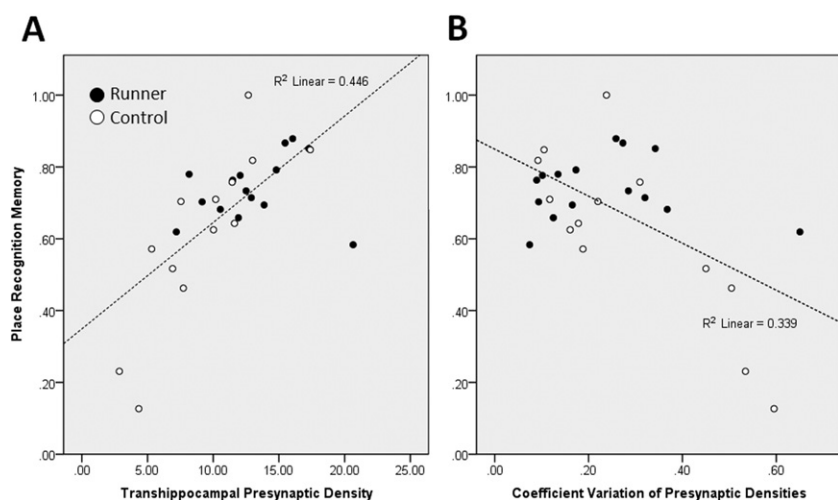 A
B
R² Linear = 0.446
Runner
Control
R² Linear = 0.339
Place Recognition Memory
1.00
.80
.60
.40
.20
.00
.00 5.00 10.00 15.00 20.00 25.00
Transhippocampal Presynaptic Density
1.00
.80
.60
.40
.20
.00
.00 .20 .40 .60
Coefficient Variation of Presynaptic Densities